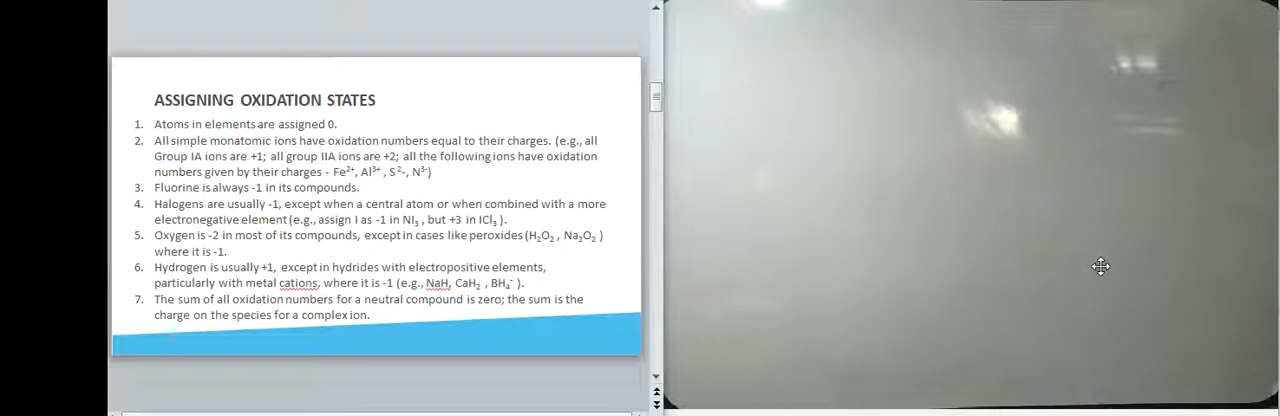 ASSIGNING OXIDATION STATES
1. Atoms in elements are assigned 0.
2. All simple monatomic ions have oxidation numbers equal to their charges. (e.g., all
Group IA ions are +1; all group IIA ions are +2; all the following ions have oxidation
numbers given by their charges - Fe²⁺, Al³⁺ , S²-, N³⁻)
3. Fluorine is always -1 in its compounds.
4. Halogens are usually -1, except when a central atom or when combined with a more
electronegative element (e.g., assign I as -1 in NI₃ , but +3 in ICl₃ ).
5. Oxygen is -2 in most of its compounds, except in cases like peroxides (H₂O₂ , Na₂O₂ )
where it is -1.
6. Hydrogen is usually +1, except in hydrides with electropositive elements,
particularly with metal cations, where it is -1 (e.g., NaH, CaH₂ , BH₄⁻ ).
7. The sum of all oxidation numbers for a neutral compound is zero; the sum is the
charge on the species for a complex ion.